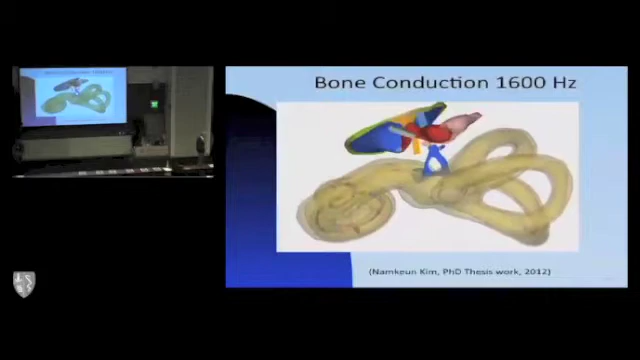 Bone Conduction 1600 Hz
(Namkeun Kim, PhD Thesis work, 2012)